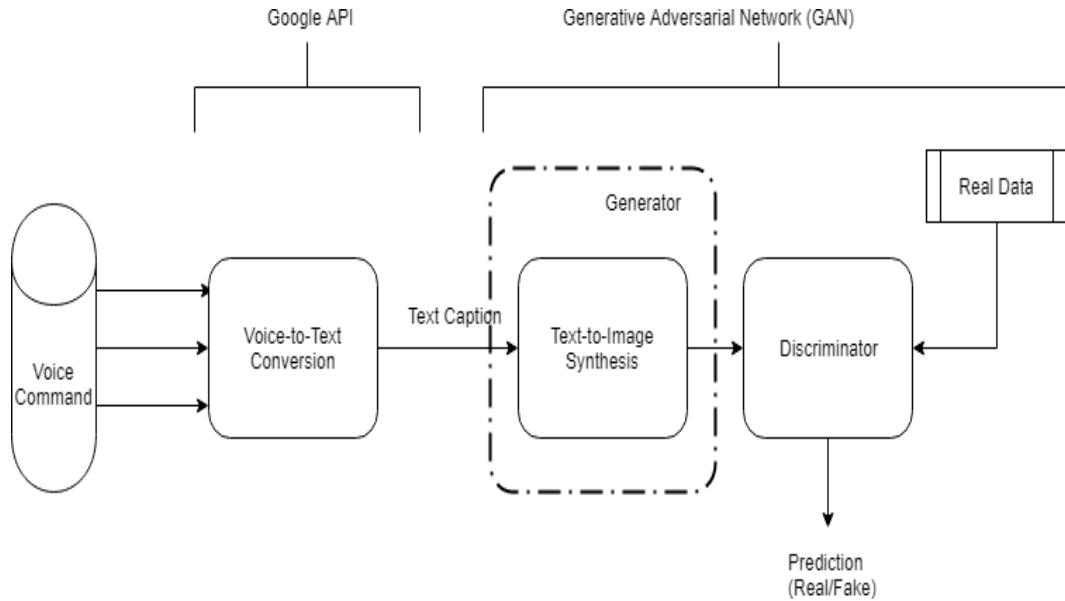 Google API
Generative Adversarial Network (GAN)
Real Data
Generator
Voice
Command
Voice-to-Text
Conversion
Text Caption
Text-to-Image
Synthesis
Discriminator
Prediction
(Real/Fake)